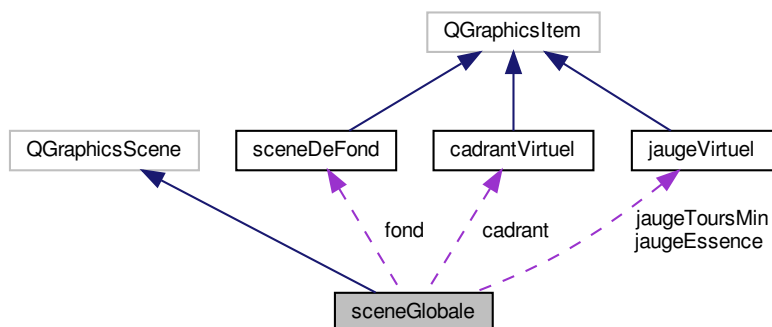 QGraphicsItem
QGraphicsScene
sceneDeFond
cadrantVirtuel
jaugeVirtuel
fond
cadrant
jaugeToursMin
jaugeEssence
sceneGlobale